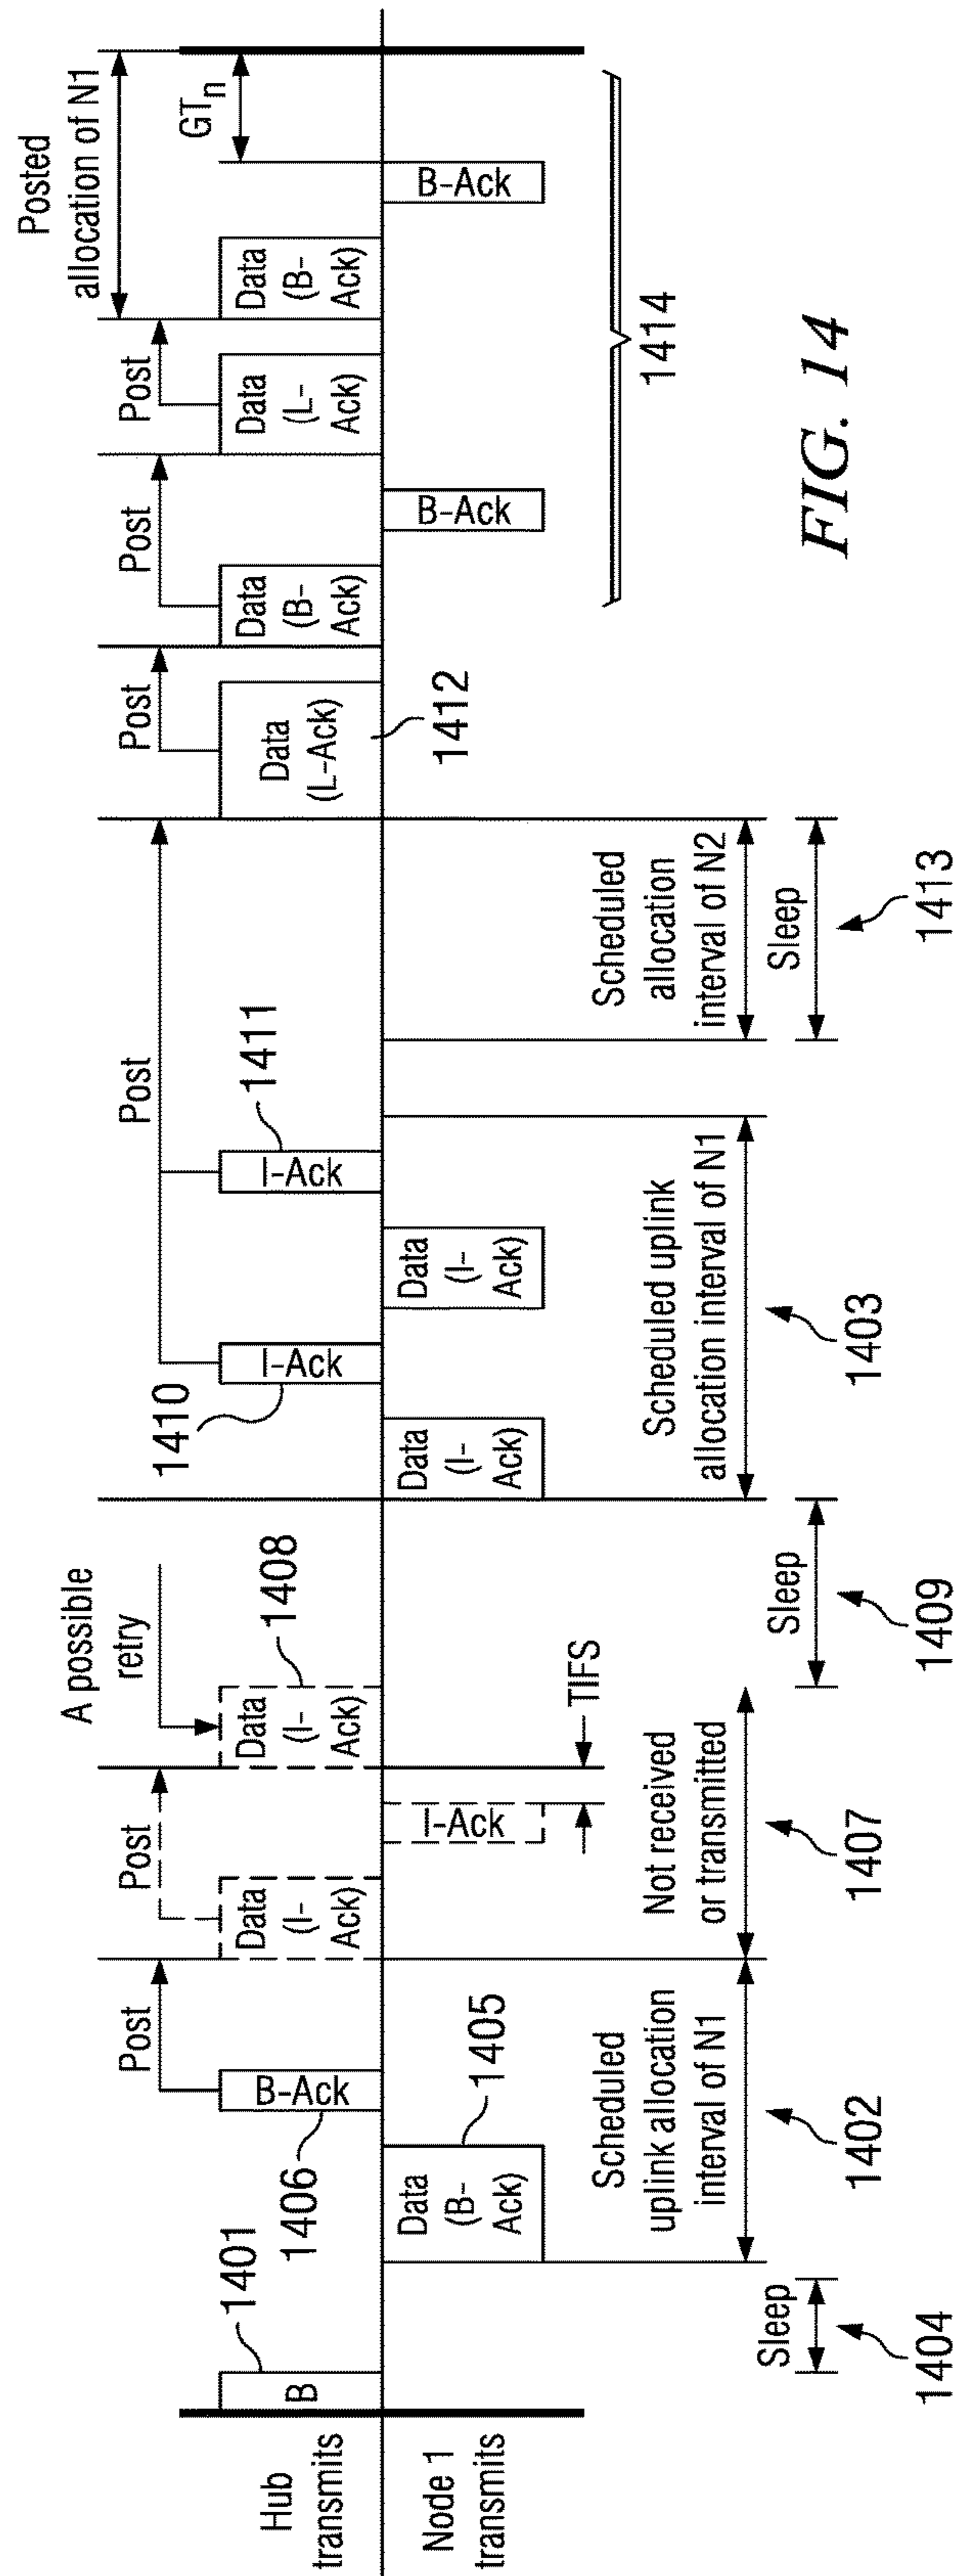 Hub
transmits
Node 1
transmits
B
1401
Sleep
1404
Data
(B-
Ack)
1405
B-Ack
1406
Scheduled
uplink allocation
interval of N1
1402
Post
Data
(I-
Ack)
Post
I-Ack
TIFS
A possible
retry
Data
(I-
Ack)
1408
Not received
or transmitted
1407
Sleep
1409
Data
(I-
Ack)
I-Ack
1410
Data
(I-
Ack)
I-Ack
1411
Scheduled uplink
allocation interval of N1
1403
Post
Scheduled
allocation
interval of N2
Sleep
1413
Data
(L-Ack)
1412
Post
Data
(B-
Ack)
Post
B-Ack
Data
(L-
Ack)
Post
Data
(B-
Ack)
B-Ack
Posted
allocation of N1
GTn
1414
FIG. 14